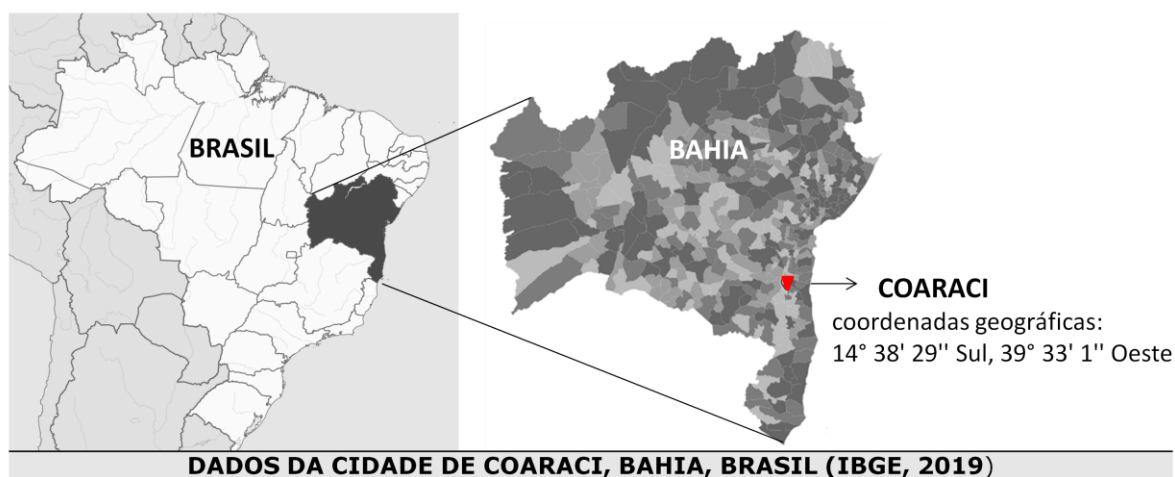 BRASIL
BAHIA
COARACI
coordenadas geográficas:
14° 38' 29'' Sul, 39° 33' 1'' Oeste
DADOS DA CIDADE DE COARACI, BAHIA, BRASIL (IBGE, 2019)